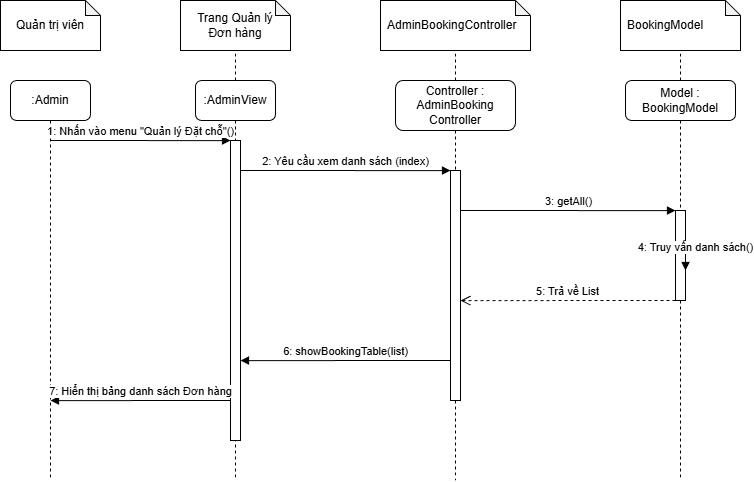 Quản trị viên
Trang Quản lý
Đơn hàng
AdminBookingController
BookingModel
:Admin
:AdminView
Controller :
AdminBooking
Controller
Model :
BookingModel
1: Nhấn vào menu "Quản lý Đặt chỗ"()
2: Yêu cầu xem danh sách (index)
3: getAll()
4: Truy vấn danh sách()
5: Trả về List
6: showBookingTable(list)
7: Hiển thị bảng danh sách Đơn hàng